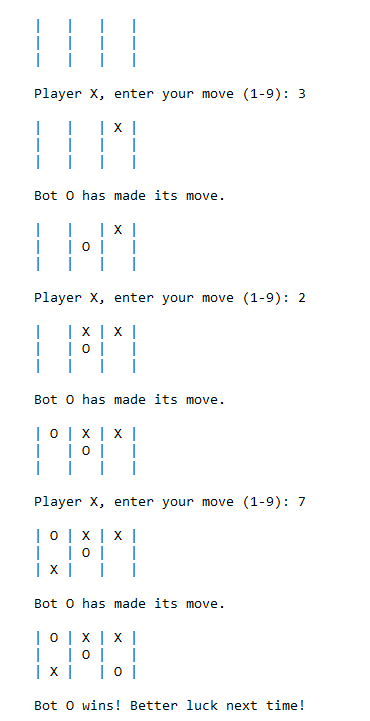 |   |   |   |
|   |   |   |
|   |   |   |
Player X, enter your move (1-9): 3
|   |   | X |
|   |   |   |
|   |   |   |
Bot O has made its move.
|   |   | X |
|   | O |   |
|   |   |   |
Player X, enter your move (1-9): 2
|   | X | X |
|   | O |   |
|   |   |   |
Bot O has made its move.
| O | X | X |
|   | O |   |
|   |   |   |
Player X, enter your move (1-9): 7
| O | X | X |
|   | O |   |
| X |   |   |
Bot O has made its move.
| O | X | X |
|   | O |   |
| X |   | O |
Bot O wins! Better luck next time!